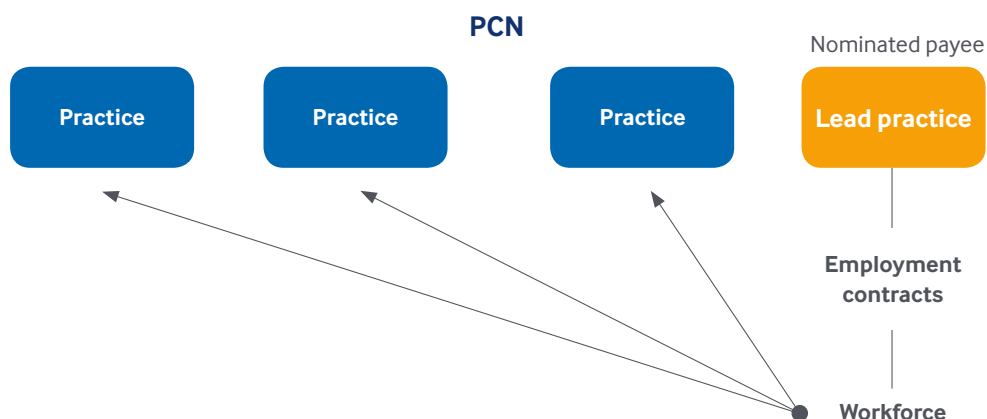 PCN
Nominated payee
Practice
Practice
Practice
Lead practice
Employment
contracts
Workforce